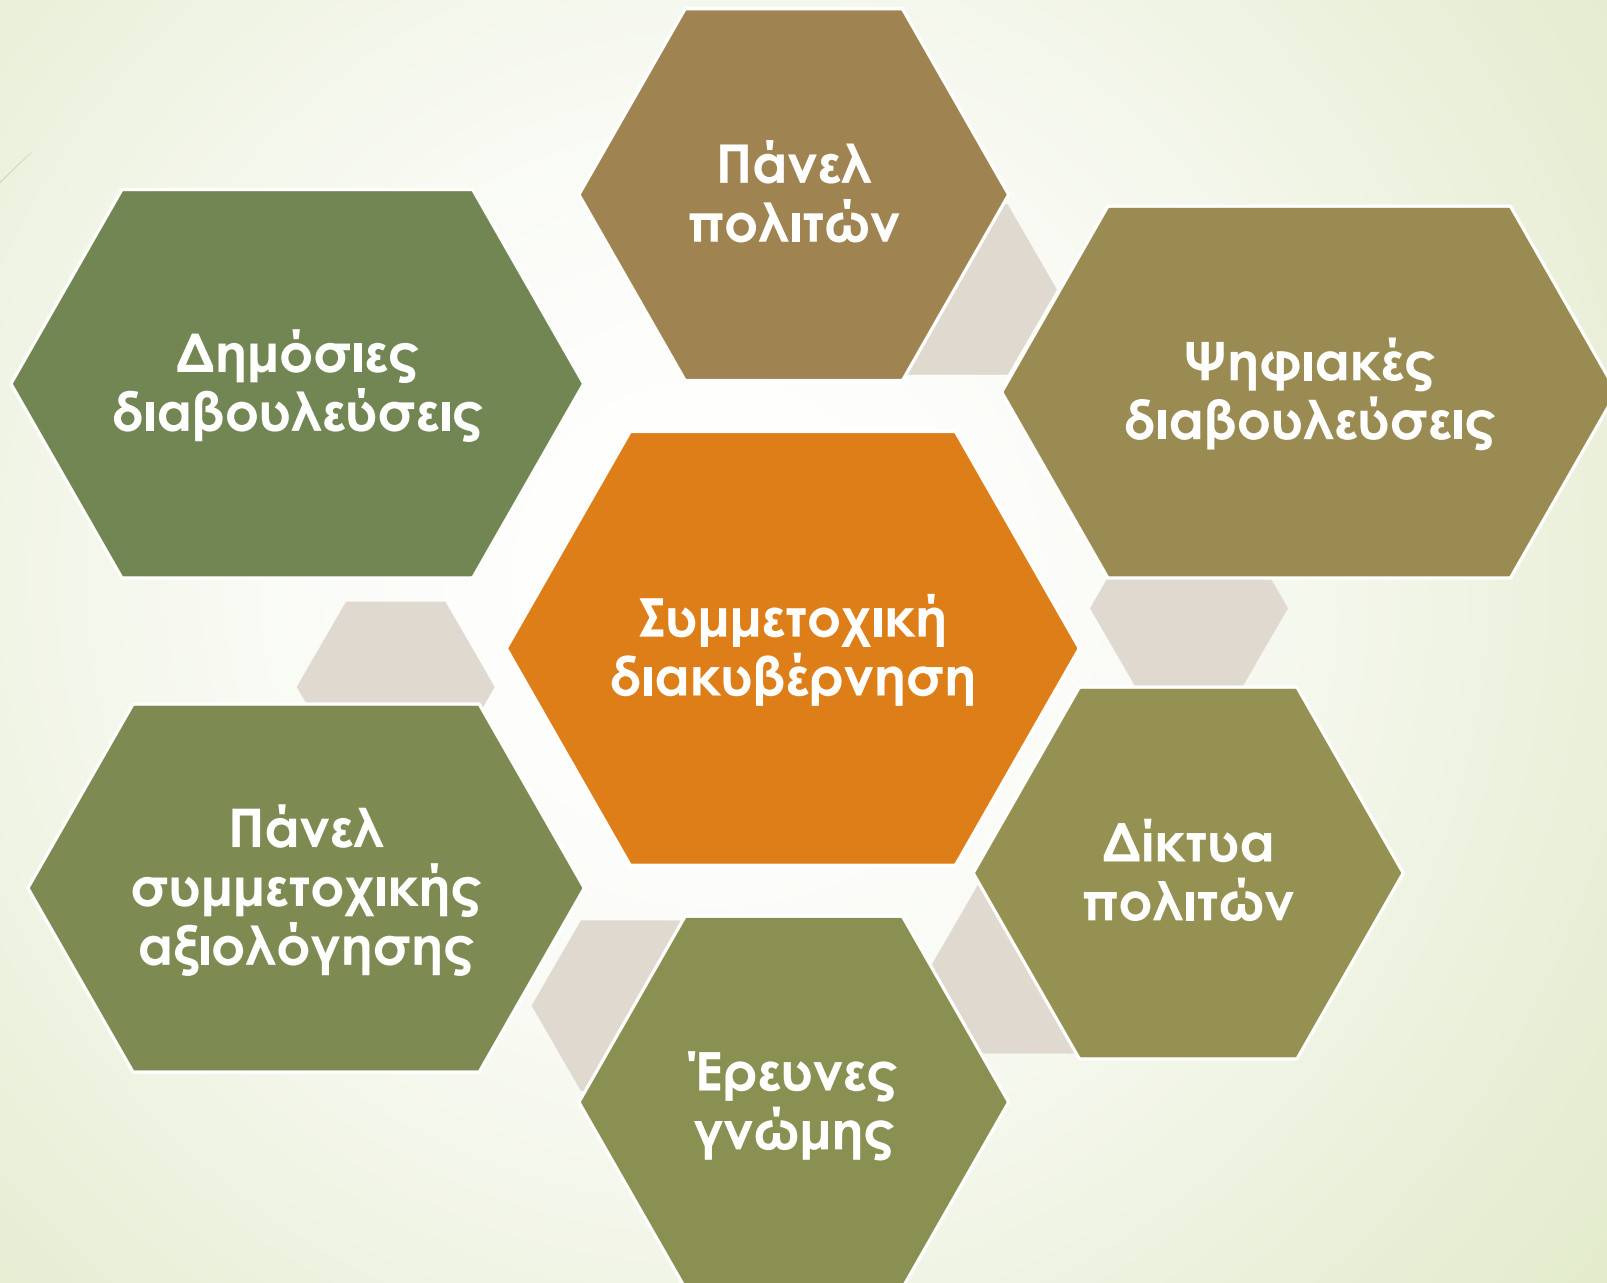 Πάνελ
πολιτών
Ψηφιακές
διαβουλεύσεις
Δίκτυα
πολιτών
Έρευνες
γνώμης
Πάνελ
συμμετοχικής
αξιολόγησης
Δημόσιες
διαβουλεύσεις
Συμμετοχική
διακυβέρνηση